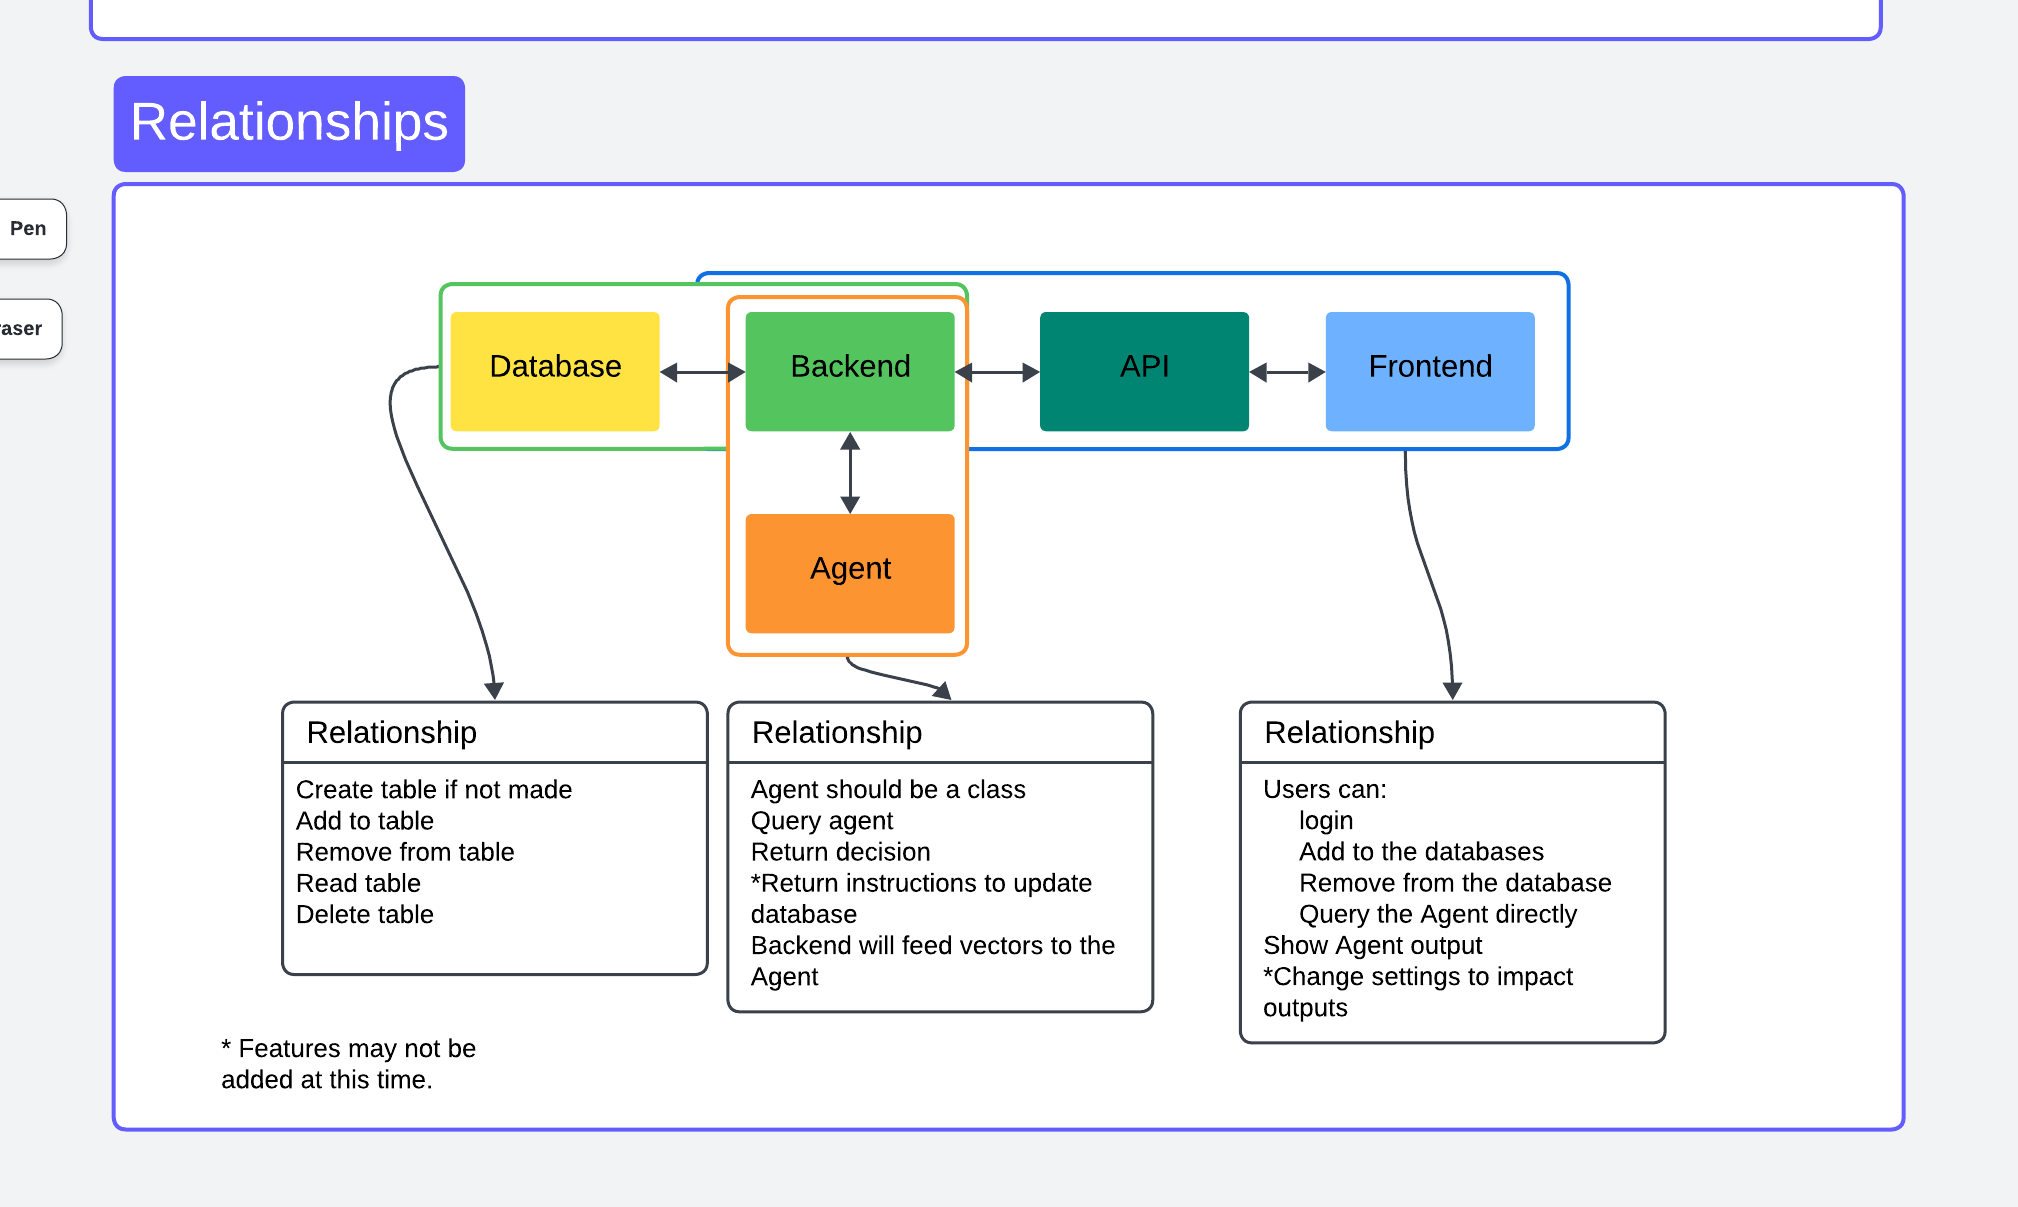 Relationships
Pen
raser
Database
Backend
API
Frontend
Agent
Relationship
Create table if not made
Add to table
Remove from table
Read table
Delete table
Relationship
Agent should be a class
Query agent
Return decision
*Return instructions to update
database
Backend will feed vectors to the
Agent
Relationship
Users can:
login
Add to the databases
Remove from the database
Query the Agent directly
Show Agent output
*Change settings to impact
outputs
* Features may not be
added at this time.